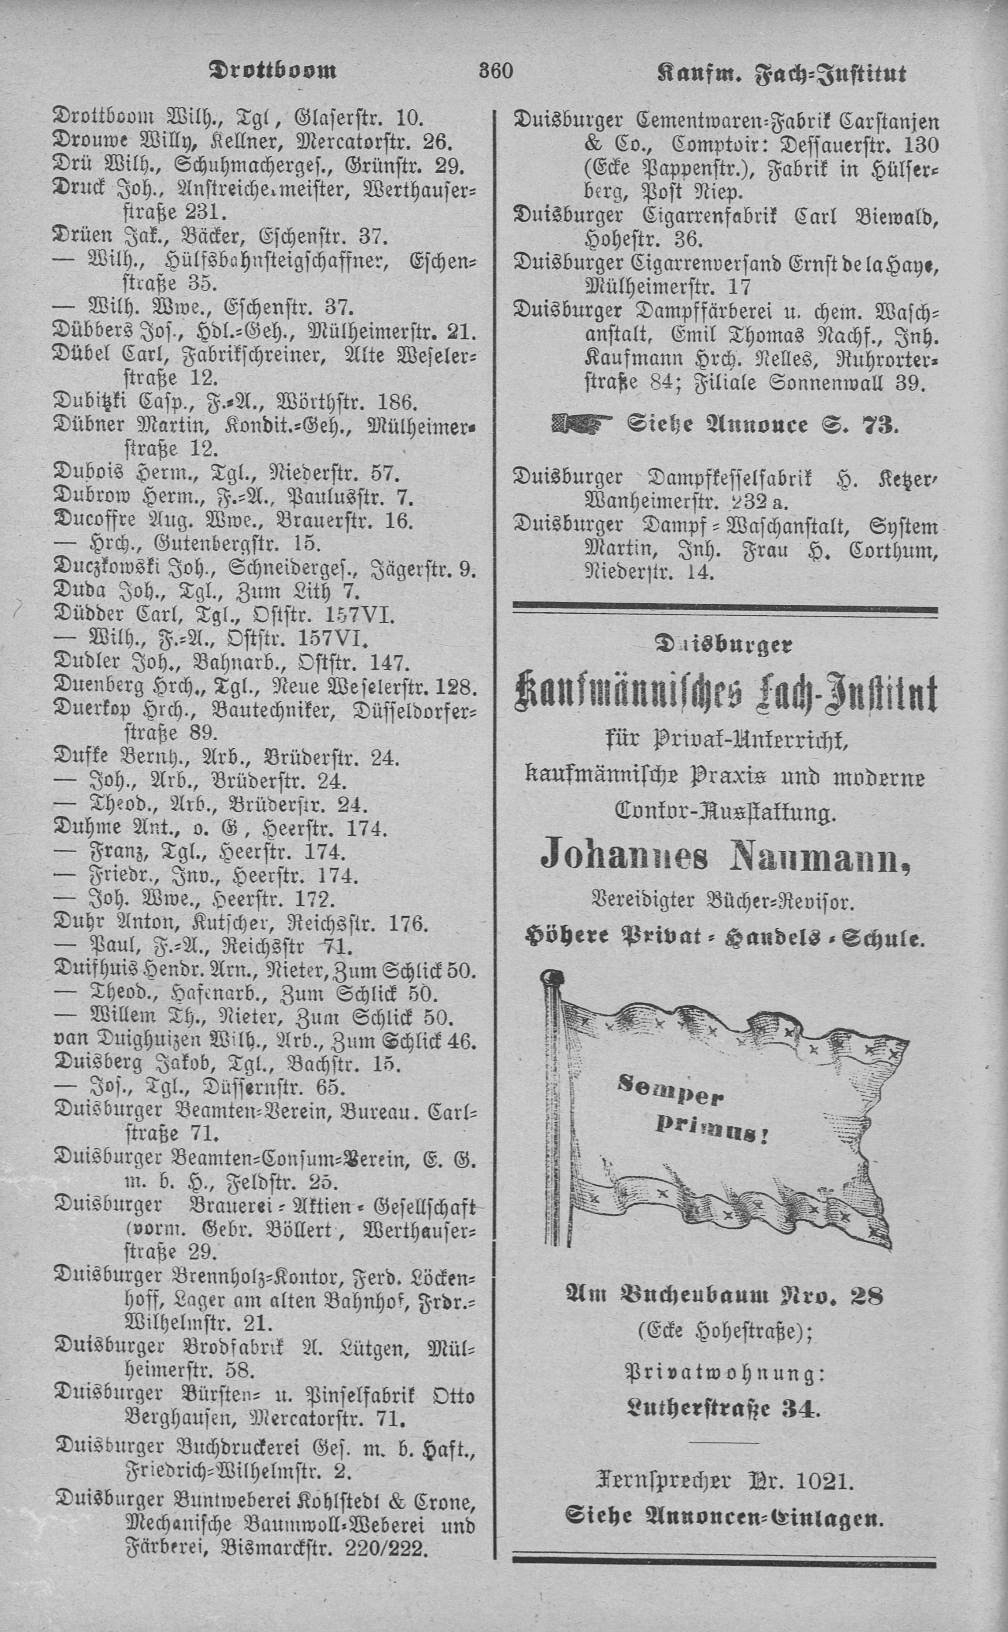 Drottboom
360
Kaufm. Fach-Institut
Drottboom Wilh., Tgl, Glaserstr. 10.
Drouwe Willy, Kellner, Mercatorstr. 26.
Drü Wilh., Schuhmacherges., Grünstr. 29.
Druck Joh., Anstreichermeister, Werthauser-
straße 231.
Drüen Jak., Bäcker, Eschenstr. 37.
— Wilh., Hülfsbahnsteigschaffner, Eschen-
straße 35.
— Wilh. Wwe., Eschenstr. 37.
Dübbers Jos., Hdl.-Geh., Mülheimerstr. 21.
Dübel Carl, Fabrikschreiner, Alte Weseler-
straße 12.
Dubitzki Casp., F.-A., Wörthstr. 186.
Dübner Martin, Kondit.-Geh., Mülheimer-
straße 12.
Dubois Herm., Tgl., Niederstr. 57.
Dubrow Herm., F.-A., Paulusstr. 7.
Ducoffre Aug. Wwe., Brauerstr. 16.
— Hrch., Gutenbergstr. 15.
Duczkowski Joh., Schneiderges., Jägerstr. 9.
Duda Joh., Tgl., Zum Lith 7.
Düdder Carl, Tgl., Oststr. 157VI.
— Wilh., F.-A., Oststr. 157VI.
Dudler Joh., Bahnarb., Oststr. 147.
Duenberg Hrch., Tgl., Neue Weselerstr. 128.
Duerkop Hrch., Bautechniker, Düsseldorfer-
straße 89.
Dufke Bernh., Arb., Brüderstr. 24.
— Joh., Arb., Brüderstr. 24.
— Theod., Arb., Brüderstr. 24.
Duhme Ant., o. G, Heerstr. 174.
— Franz, Tgl., Heerstr. 174.
— Friedr., Inv., Heerstr. 174.
— Joh. Wwe., Heerstr. 172.
Duhr Anton, Kutscher, Reichsstr. 176.
— Paul, F.-A., Reichsstr 71.
Duifhuis Hendr. Arn., Nieter, Zum Schlick 50.
— Theod., Hafenarb., Zum Schlick 50.
— Willem Th., Nieter, Zum Schlick 50.
van Duighuizen Wilh., Arb., Zum Schlick 46.
Duisberg Jakob, Tgl., Bachstr. 15.
— Jos., Tgl., Düssernstr. 65.
Duisburger Beamten-Verein, Bureau. Carl-
straße 71.
Duisburger Beamten-Consum-Verein, E. G.
m. b. H., Feldstr. 25.
Duisburger Brauerei-Aktien-Gesellschaft
(vorm. Gebr. Böllert, Werthauser-
straße 29.
Duisburger Brennholz-Kontor, Ferd. Löcken-
hoff, Lager am alten Bahnhof, Frdr.-
Wilhelmstr. 21.
Duisburger Brodfabrik A. Lütgen, Mül-
heimerstr. 58.
Duisburger Bürsten- u. Pinselfabrik Otto
Berghausen, Mercatorstr. 71.
Duisburger Buchdruckerei Ges. m. b. Haft.,
Friedrich-Wilhelmstr. 2.
Duisburger Buntweberei Kohlstedt & Crone,
Mechanische Baumwoll-Weberei und
Färberei, Bismarckstr. 220/222.
Duisburger Cementwaren-Fabrik Carstanjen
& Co., Comptoir: Dessauerstr. 130
(Ecke Pappenstr.), Fabrik in Hülser-
berg, Post Niep.
Duisburger Cigarrenfabrik Carl Biewald,
Hohestr. 36.
Duisburger Cigarrenversand Ernst de la Haye,
Mülheimerstr. 17
Duisburger Dampffärberei u. chem. Wasch-
anstalt, Emil Thomas Nachf., Inh.
Kaufmann Hrch. Nelles, Ruhrorter-
straße 84; Filiale Sonnenwall 39.
Siehe Annonce S. 73.
Duisburger Dampfkesselfabrik H. Ketzer,
Wanheimerstr. 232 a.
Duisburger Dampf-Waschanstalt, System
Martin, Inh. Frau H. Corthum,
Niederstr. 14.
Duisburger
Kaufmännisches Fach-Institut
für Privat-Unterricht,
kaufmännische Praxis und moderne
Contor-Ausstattung.
Johannes Naumann,
Vereidigter Bücher-Revisor.
Höhere Privat-Handels-Schule.
Semper
primus!
Am Buchenbaum Nro. 28
(Ecke Hohestraße);
Privatwohnung:
Lutherstraße 34.
Fernsprecher Nr. 1021.
Siehe Annoncen-Einlagen.